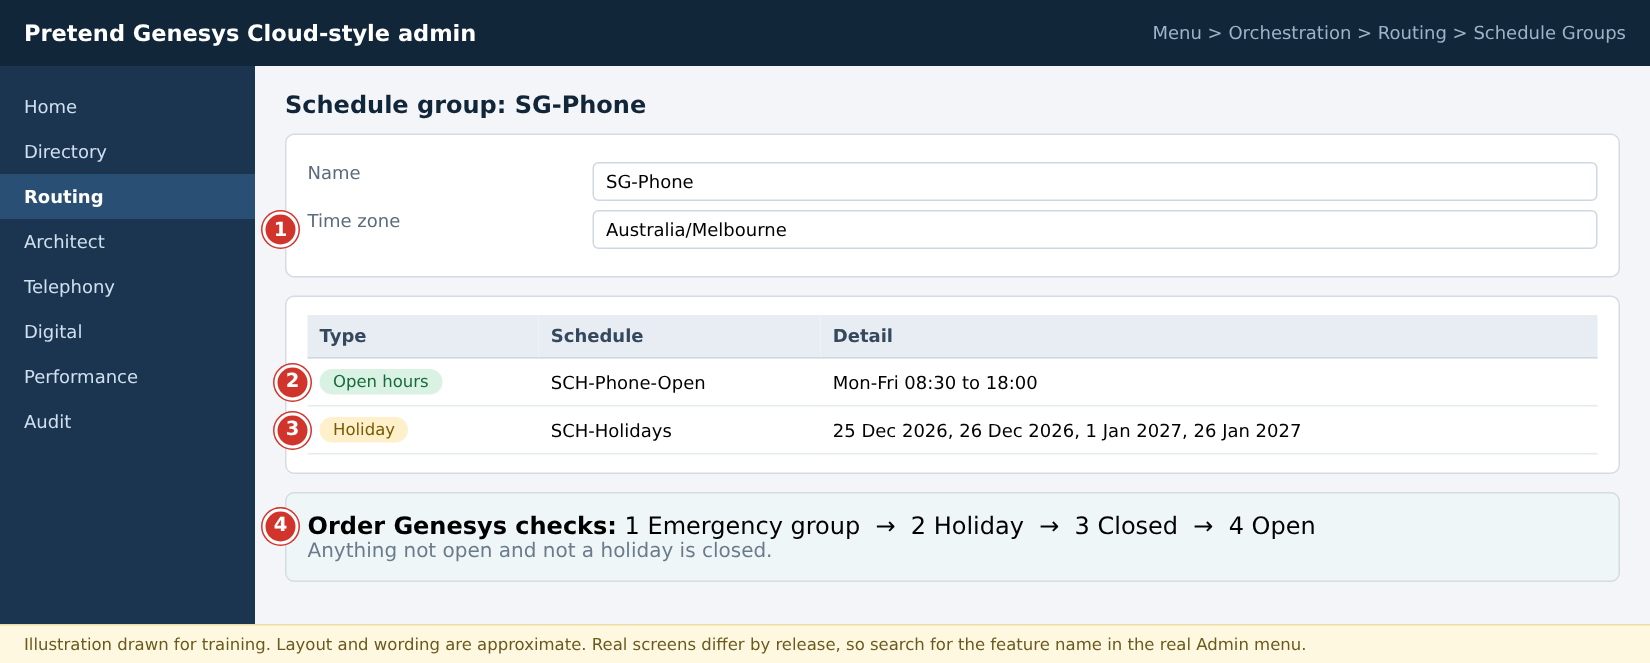 Pretend Genesys Cloud-style admin
Menu > Orchestration > Routing > Schedule Groups
Home
Directory
Routing
Architect
Telephony
Digital
Performance
Audit
Schedule group: SG-Phone
Name
SG-Phone
1
Time zone
Australia/Melbourne
Type Schedule Detail
2 Open hours SCH-Phone-Open Mon-Fri 08:30 to 18:00
3 Holiday SCH-Holidays 25 Dec 2026, 26 Dec 2026, 1 Jan 2027, 26 Jan 2027
4 Order Genesys checks: 1 Emergency group → 2 Holiday → 3 Closed → 4 Open
Anything not open and not a holiday is closed.
Illustration drawn for training. Layout and wording are approximate. Real screens differ by release, so search for the feature name in the real Admin menu.